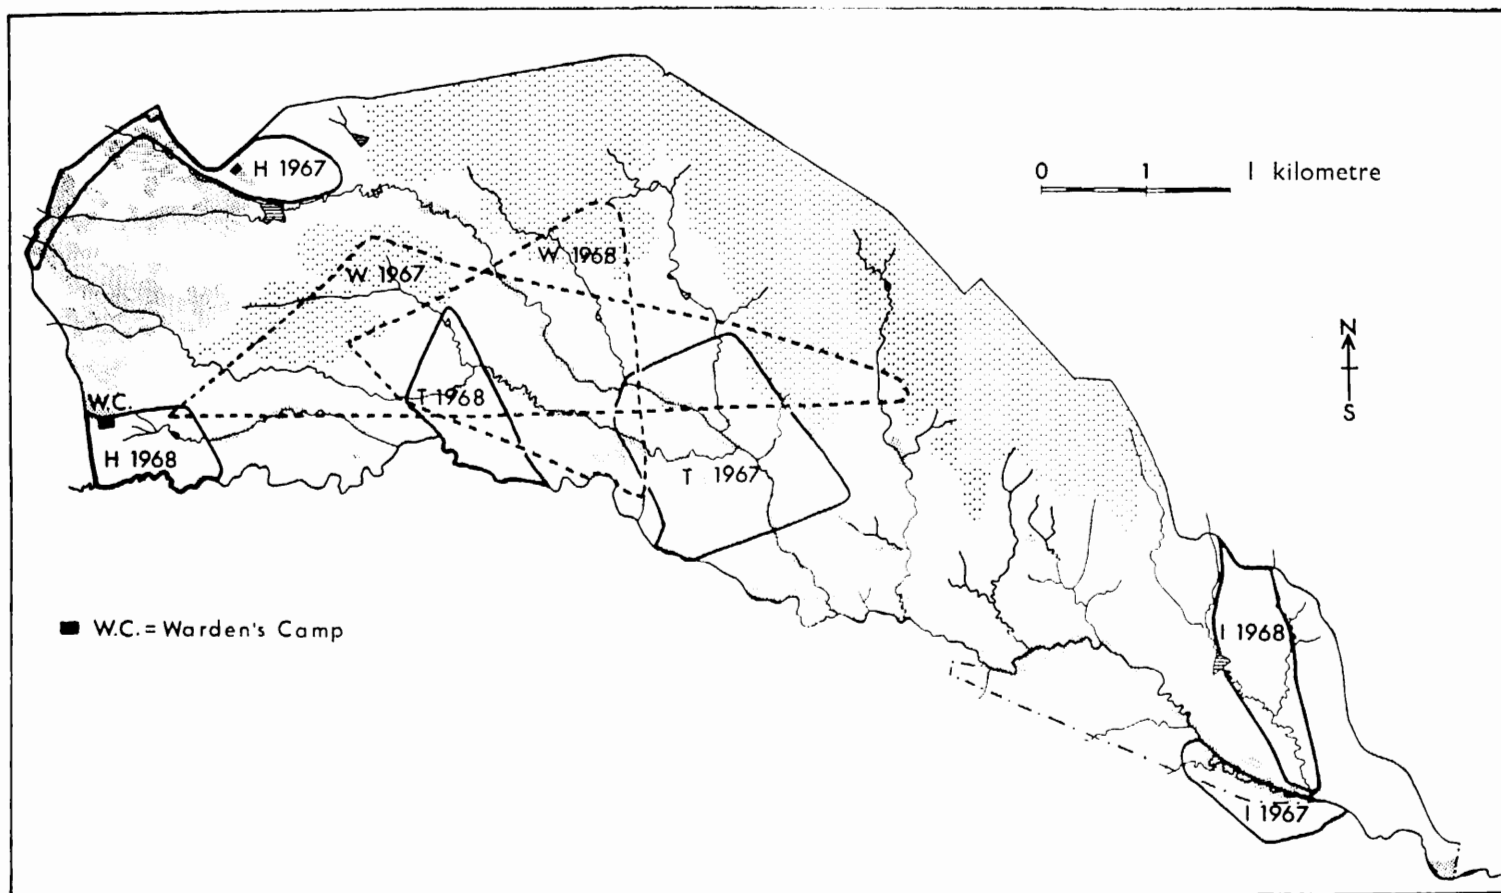 H 1967
0 1 1 kilometre
W 1968
W 1967
N
S
T 1968
W.C.
H 1968
T 1967
W.C. = Warden's Camp
I 1968
I 1967